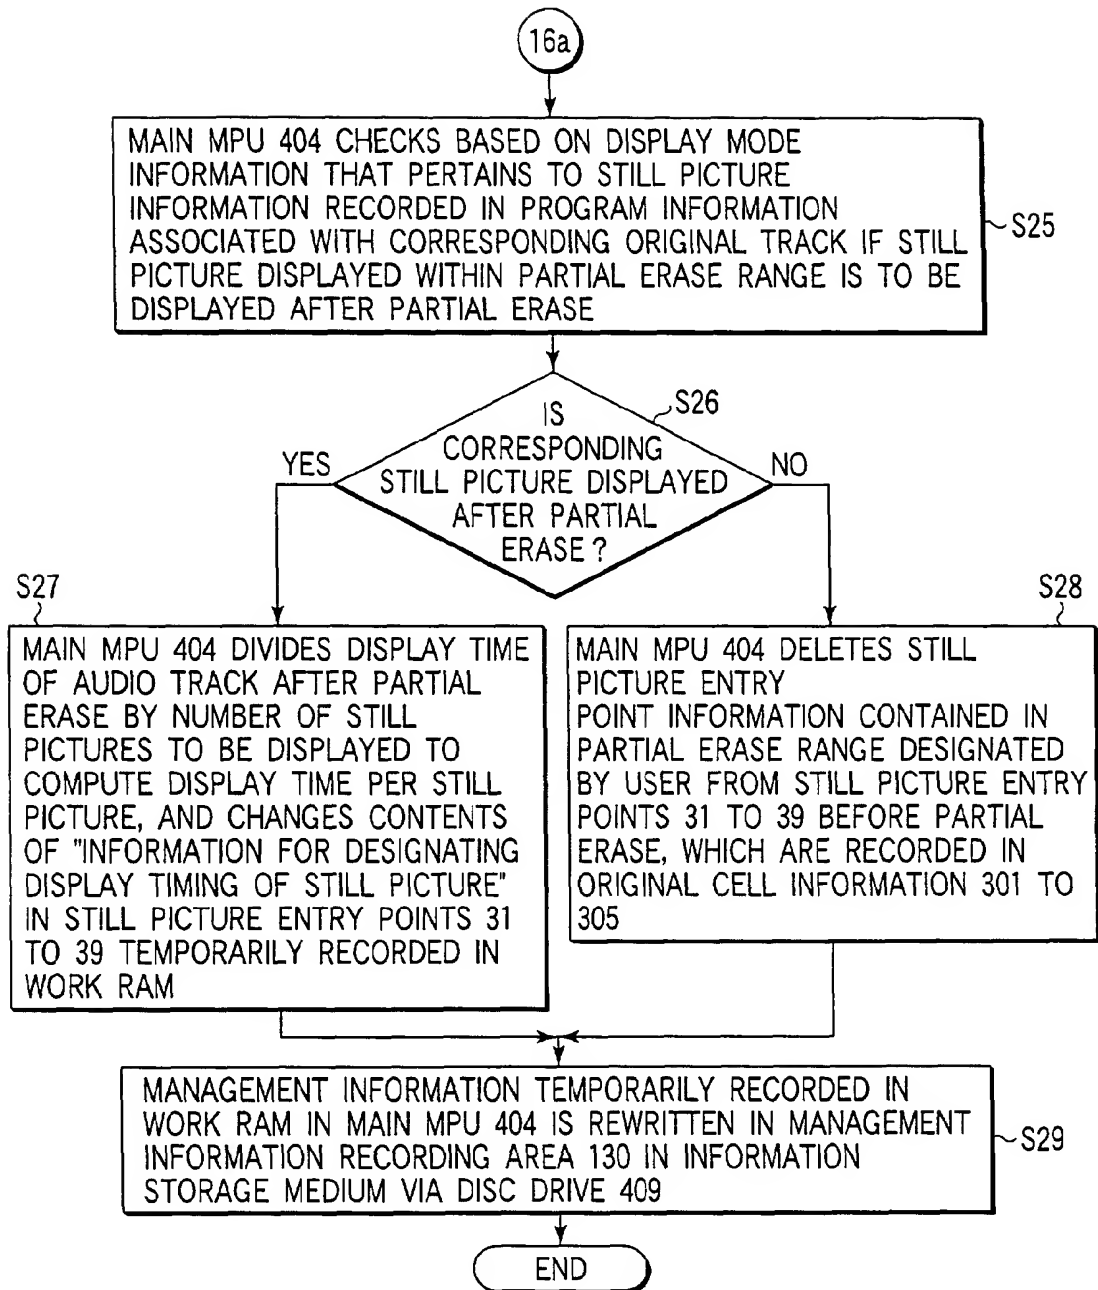 16a
MAIN MPU 404 CHECKS BASED ON DISPLAY MODE
INFORMATION THAT PERTAINS TO STILL PICTURE
INFORMATION RECORDED IN PROGRAM INFORMATION
ASSOCIATED WITH CORRESPONDING ORIGINAL TRACK IF STILL
PICTURE DISPLAYED WITHIN PARTIAL ERASE RANGE IS TO BE
DISPLAYED AFTER PARTIAL ERASE
S25
S26
IS
CORRESPONDING
STILL PICTURE DISPLAYED
AFTER PARTIAL
ERASE?
YES
NO
S27
MAIN MPU 404 DIVIDES DISPLAY TIME
OF AUDIO TRACK AFTER PARTIAL
ERASE BY NUMBER OF STILL
PICTURES TO BE DISPLAYED TO
COMPUTE DISPLAY TIME PER STILL
PICTURE, AND CHANGES CONTENTS
OF "INFORMATION FOR DESIGNATING
DISPLAY TIMING OF STILL PICTURE"
IN STILL PICTURE ENTRY POINTS 31
TO 39 TEMPORARILY RECORDED IN
WORK RAM
S28
MAIN MPU 404 DELETES STILL
PICTURE ENTRY
POINT INFORMATION CONTAINED IN
PARTIAL ERASE RANGE DESIGNATED
BY USER FROM STILL PICTURE ENTRY
POINTS 31 TO 39 BEFORE PARTIAL
ERASE, WHICH ARE RECORDED IN
ORIGINAL CELL INFORMATION 301 TO
305
MANAGEMENT INFORMATION TEMPORARILY RECORDED IN
WORK RAM IN MAIN MPU 404 IS REWRITTEN IN MANAGEMENT
INFORMATION RECORDING AREA 130 IN INFORMATION
STORAGE MEDIUM VIA DISC DRIVE 409
S29
END